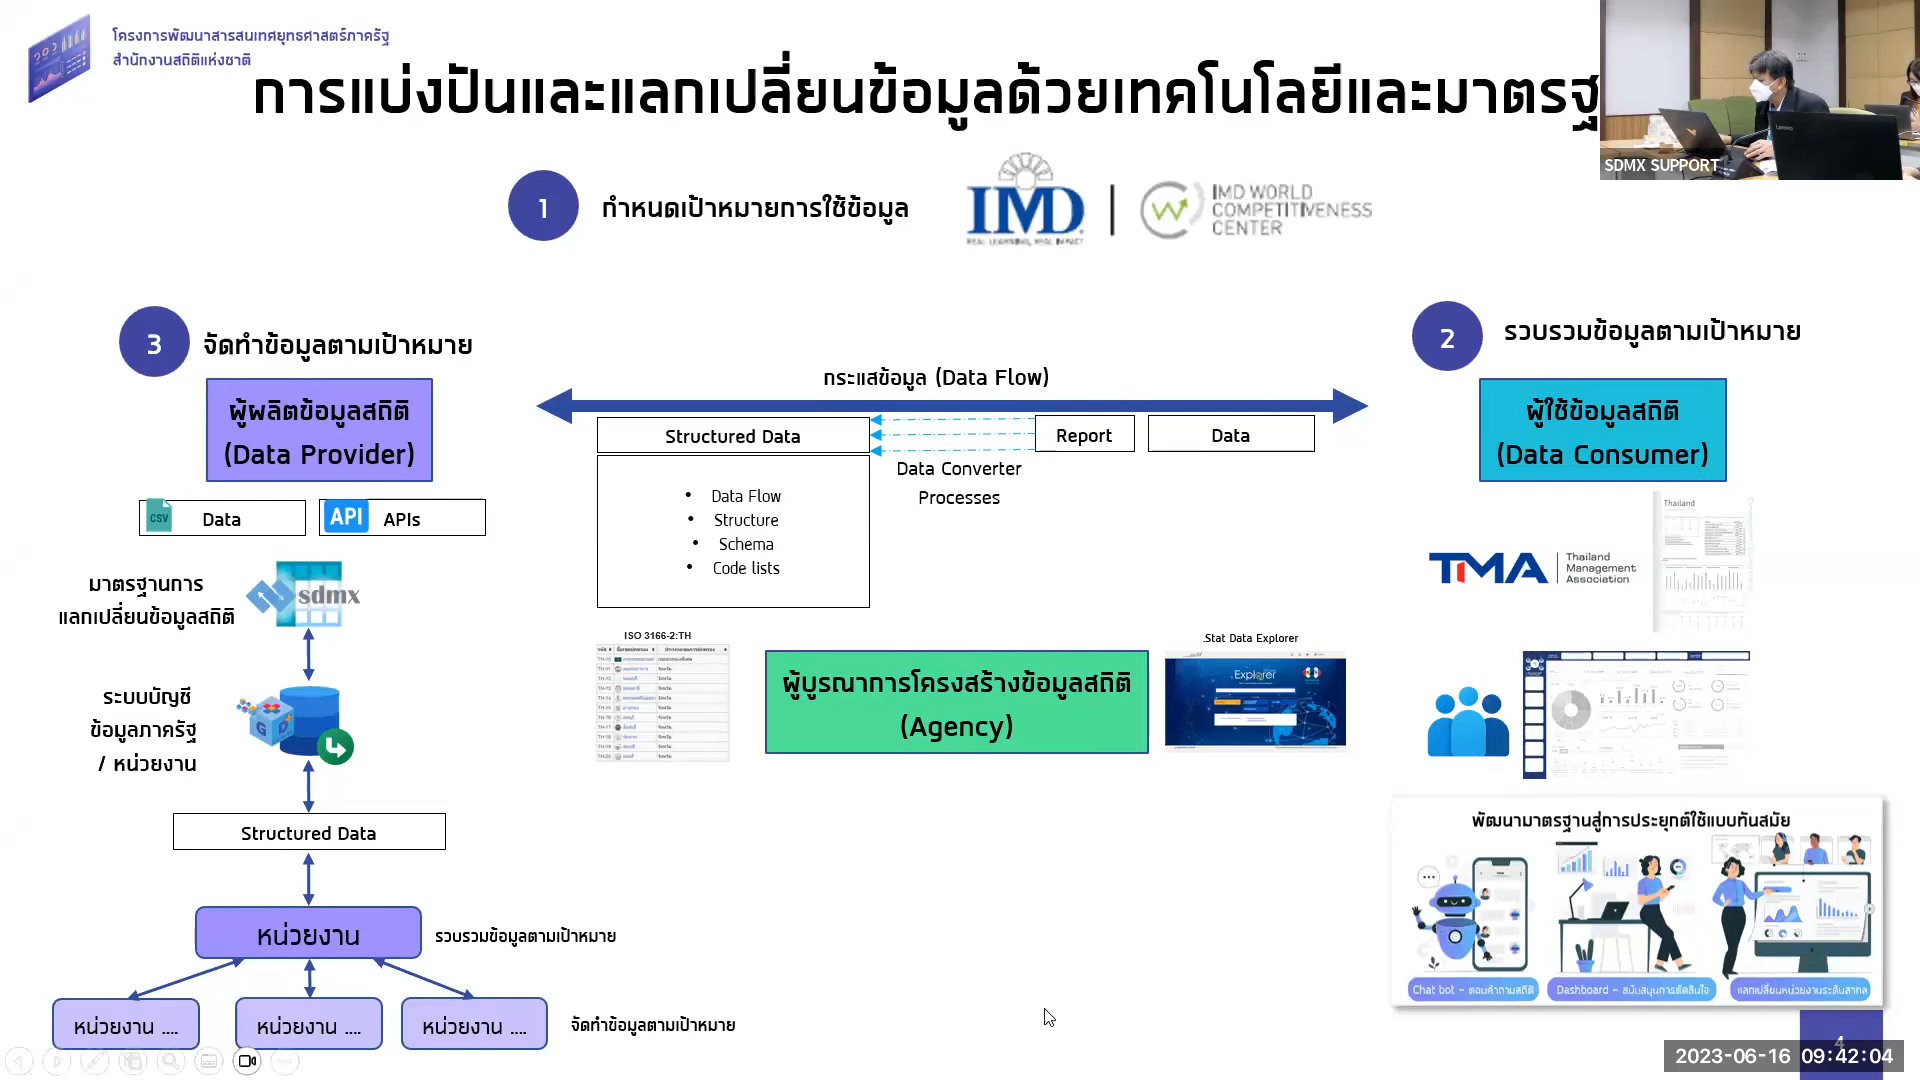 โครงการพัฒนาสารสนเทศยุทธศาสตร์ภาครัฐ
สำนักงานสถิติแห่งชาติ
การแบ่งปันและแลกเปลี่ยนข้อมูลด้วยเทคโนโลยีและมาตรฐ
SDMX SUPPORT
1
กำหนดเป้าหมายการใช้ข้อมูล
IMD
REAL LEARNING, REAL IMPACT
IMD WORLD
COMPETITIVENESS
CENTER
3
จัดทำข้อมูลตามเป้าหมาย
2
รวบรวมข้อมูลตามเป้าหมาย
กระแสข้อมูล (Data Flow)
ผู้ผลิตข้อมูลสถิติ
(Data Provider)
Structured Data
Report
Data
ผู้ใช้ข้อมูลสถิติ
(Data Consumer)
Data Converter
Processes
• Data Flow
• Structure
• Schema
• Code lists
CSV
Data
API
APIs
มาตรฐานการ
แลกเปลี่ยนข้อมูลสถิติ
sdmx
TMA
Thailand
Management
Association
Thailand
ISO 3166-2:TH
ผู้บูรณาการโครงสร้างข้อมูลสถิติ
(Agency)
.Stat Data Explorer
Explorer
ระบบบัญชี
ข้อมูลภาครัฐ
/ หน่วยงาน
G D
Structured Data
หน่วยงาน
รวบรวมข้อมูลตามเป้าหมาย
หน่วยงาน ....
หน่วยงาน ....
หน่วยงาน ....
จัดทำข้อมูลตามเป้าหมาย
พัฒนามาตรฐานสู่การประยุกต์ใช้แบบทันสมัย
Chat bot – ตอบคำถามสถิติ
Dashboard – สนับสนุนการตัดสินใจ
แลกเปลี่ยนหน่วยงานระดับสากล
4
2023-06-16 09:42:04